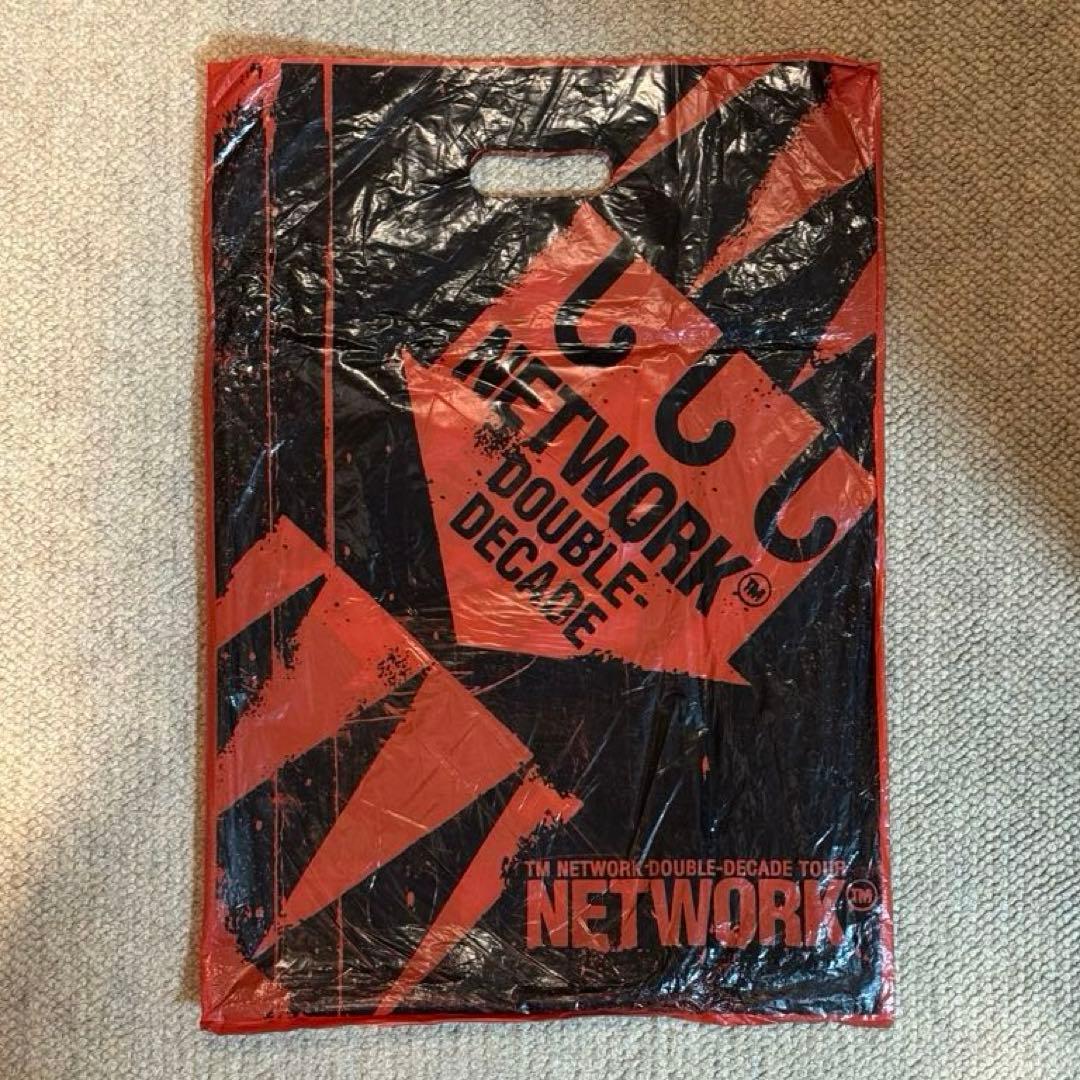 NETWORK™
DOUBLE-
DECADE
TM NETWORK DOUBLE-DECADE TOUR
NETWORK™